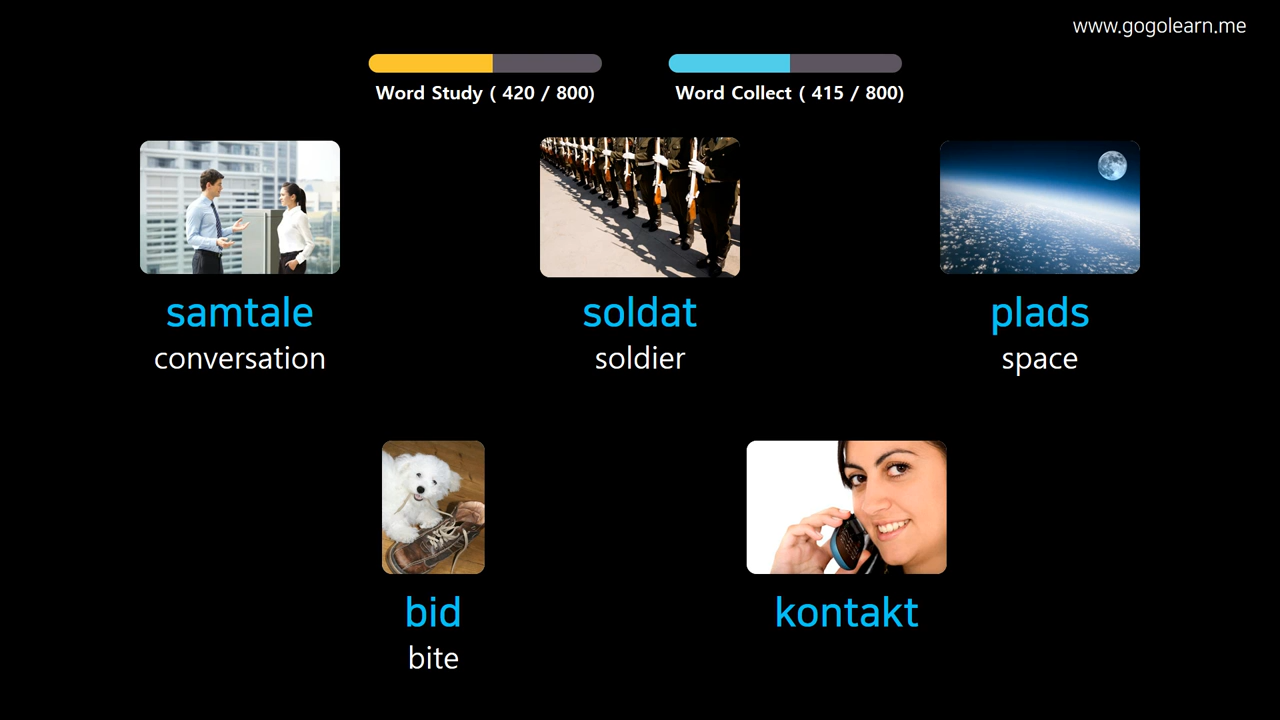 www.gogolearn.me
Word Study ( 420 / 800)
Word Collect ( 415 / 800)
samtale
conversation
soldat
soldier
plads
space
bid
bite
kontakt